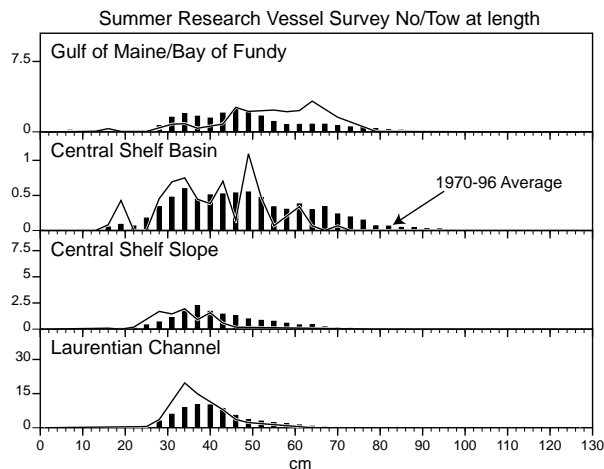 Summer Research Vessel Survey No/Tow at length
Gulf of Maine/Bay of Fundy
7.5
0
Central Shelf Basin
1
0.5
0
1970-96 Average
Central Shelf Slope
7.5
5
2.5
0
Laurentian Channel
30
15
0
0 10 20 30 40 50 60 70 80 90 100 110 120 130
cm